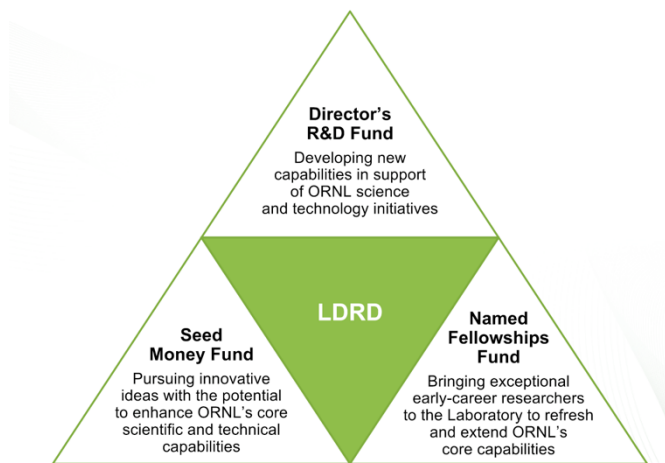 Director's
R&D Fund
Developing new
capabilities in support
of ORNL science
and technology initiatives
LDRD
Seed
Money Fund
Pursuing innovative
ideas with the potential
to enhance ORNL's core
scientific and technical
capabilities
Named
Fellowships
Fund
Bringing exceptional
early-career researchers
to the Laboratory to refresh
and extend ORNL's
core capabilities